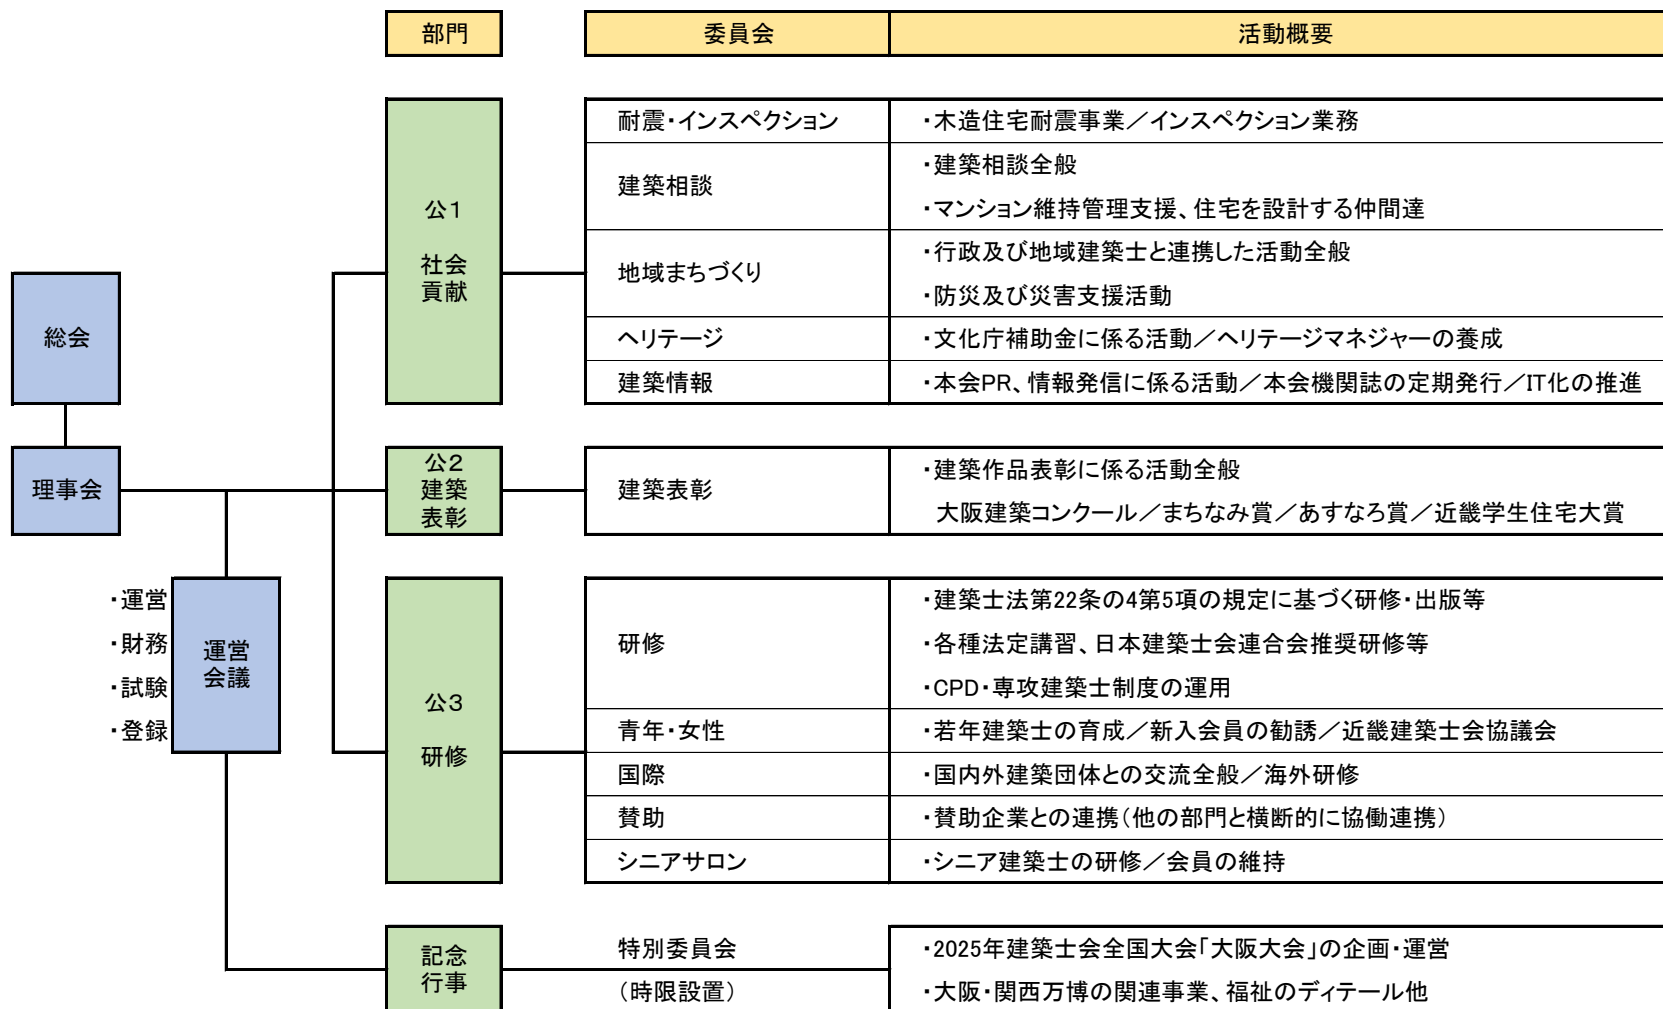 部門
委員会
活動概要
総会
理事会
・運営
・財務
・試験
・登録
運営
会議
公1
社会
貢献
耐震・インスペクション
・木造住宅耐震事業／インスペクション業務
建築相談
・建築相談全般
・マンション維持管理支援、住宅を設計する仲間達
地域まちづくり
・行政及び地域建築士と連携した活動全般
・防災及び災害支援活動
ヘリテージ
・文化庁補助金に係る活動／ヘリテージマネジャーの養成
建築情報
・本会PR、情報発信に係る活動／本会機関誌の定期発行／IT化の推進
公2
建築
表彰
建築表彰
・建築作品表彰に係る活動全般
大阪建築コンクール／まちなみ賞／あすなろ賞／近畿学生住宅大賞
公3
研修
研修
・建築士法第22条の4第5項の規定に基づく研修・出版等
・各種法定講習、日本建築士会連合会推奨研修等
・CPD・専攻建築士制度の運用
青年・女性
・若年建築士の育成／新入会員の勧誘／近畿建築士会協議会
国際
・国内外建築団体との交流全般／海外研修
賛助
・賛助企業との連携（他の部門と横断的に協働連携）
シニアサロン
・シニア建築士の研修／会員の維持
記念
行事
特別委員会
（時限設置）
・2025年建築士会全国大会「大阪大会」の企画・運営
・大阪・関西万博の関連事業、福祉のディテール他